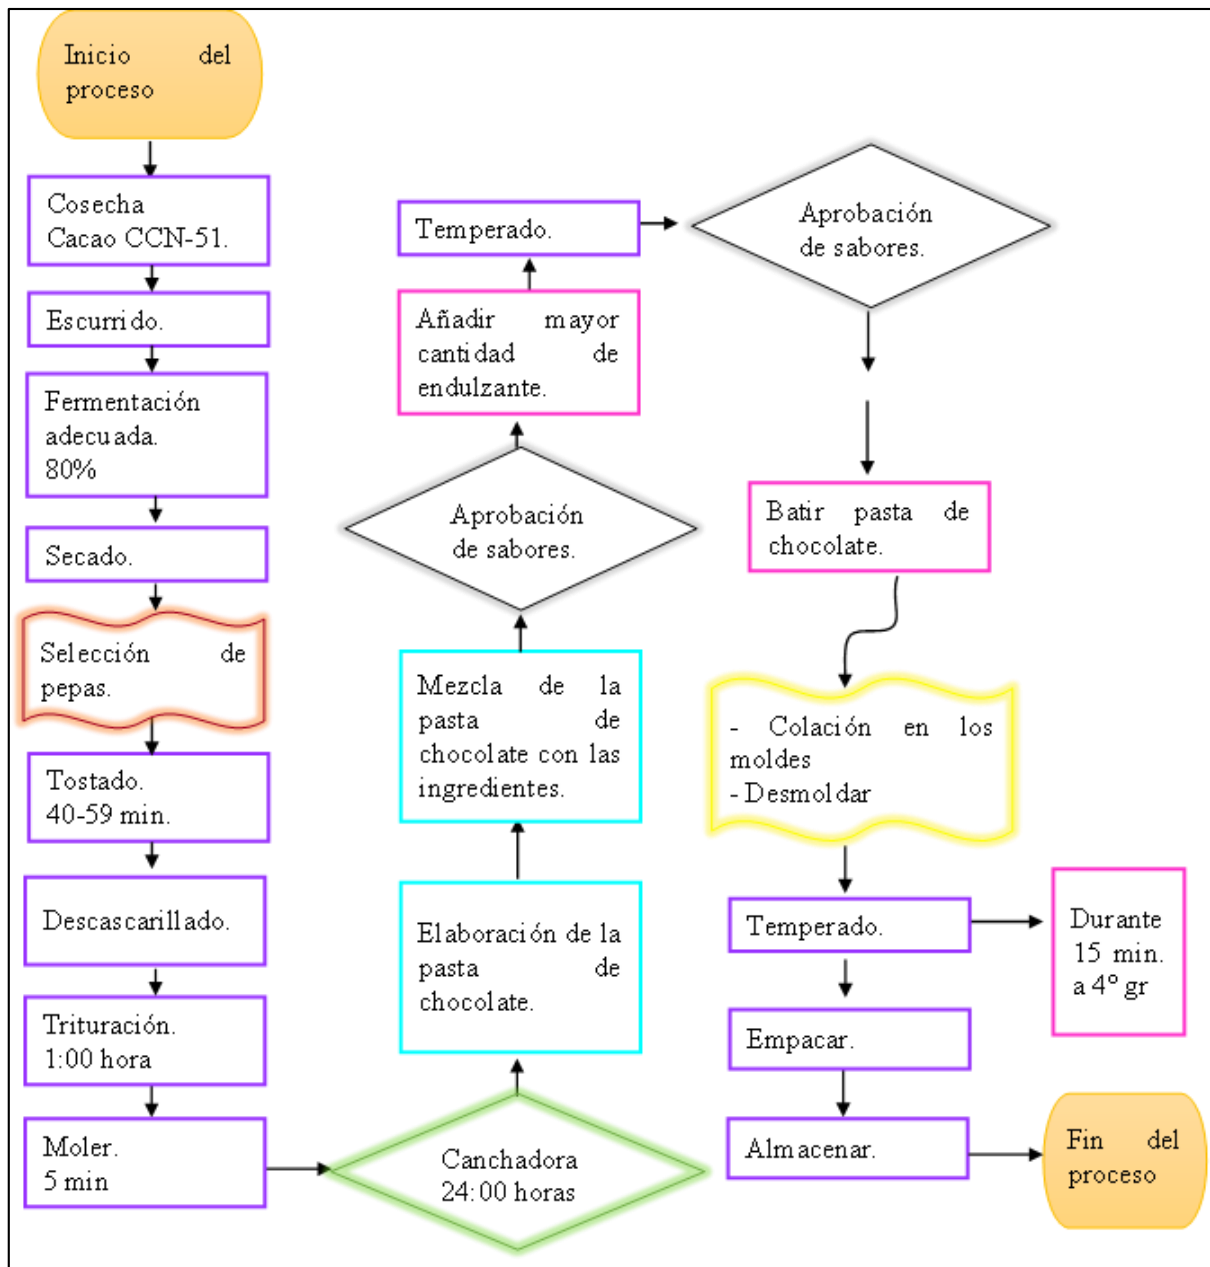 Inicio del
proceso
Cosecha
Cacao CCN-51.
Escurrido.
Fermentación
adecuada.
80%
Secado.
Selección de
pepas.
Tostado.
40-59 min.
Descascarillado.
Trituración.
1:00 hora
Moler.
5 min
Canchadora
24:00 horas
Elaboración de la
pasta de
chocolate.
Mezcla de la
pasta de
chocolate con las
ingredientes.
Aprobación
de sabores.
Añadir mayor
cantidad de
endulzante.
Temperado.
Aprobación
de sabores.
Batir pasta de
chocolate.
- Colación en los
moldes
- Desmoldar
Temperado.
Durante
15 min.
a 4º gr
Empacar.
Almacenar.
Fin del
proceso